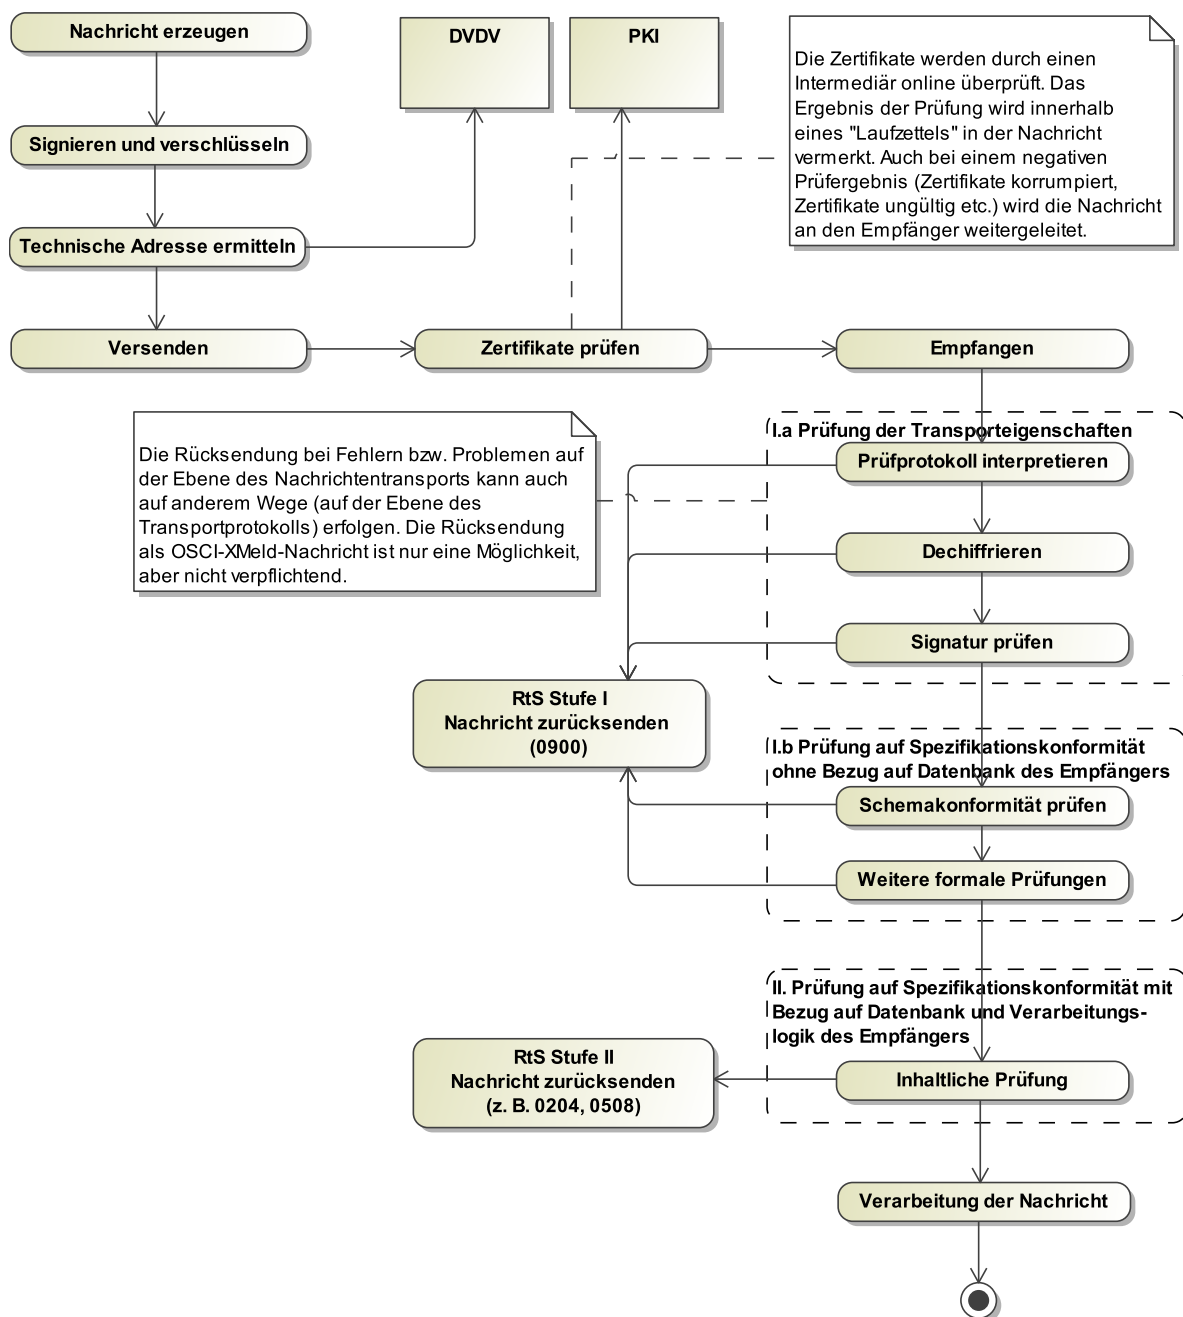 Nachricht erzeugen
DVDV
PKI
Die Zertifikate werden durch einen
Intermediär online überprüft. Das
Ergebnis der Prüfung wird innerhalb
eines "Laufzettels" in der Nachricht
vermerkt. Auch bei einem negativen
Prüfergebnis (Zertifikate korrumpiert,
Zertifikate ungültig etc.) wird die Nachricht
an den Empfänger weitergeleitet.
Signieren und verschlüsseln
Technische Adresse ermitteln
Versenden
Zertifikate prüfen
Empfangen
Die Rücksendung bei Fehlern bzw. Problemen auf
der Ebene des Nachrichtentransports kann auch
auf anderem Wege (auf der Ebene des
Transportprotokolls) erfolgen. Die Rücksendung
als OSCI-XMeld-Nachricht ist nur eine Möglichkeit,
aber nicht verpflichtend.
I.a Prüfung der Transporteigenschaften
Prüfprotokoll interpretieren
Dechiffrieren
Signatur prüfen
RtS Stufe I
Nachricht zurücksenden
(0900)
I.b Prüfung auf Spezifikationskonformität
ohne Bezug auf Datenbank des Empfängers
Schemakonformität prüfen
Weitere formale Prüfungen
II. Prüfung auf Spezifikationskonformität mit
Bezug auf Datenbank und Verarbeitungs-
logik des Empfängers
RtS Stufe II
Nachricht zurücksenden
(z. B. 0204, 0508)
Inhaltliche Prüfung
Verarbeitung der Nachricht